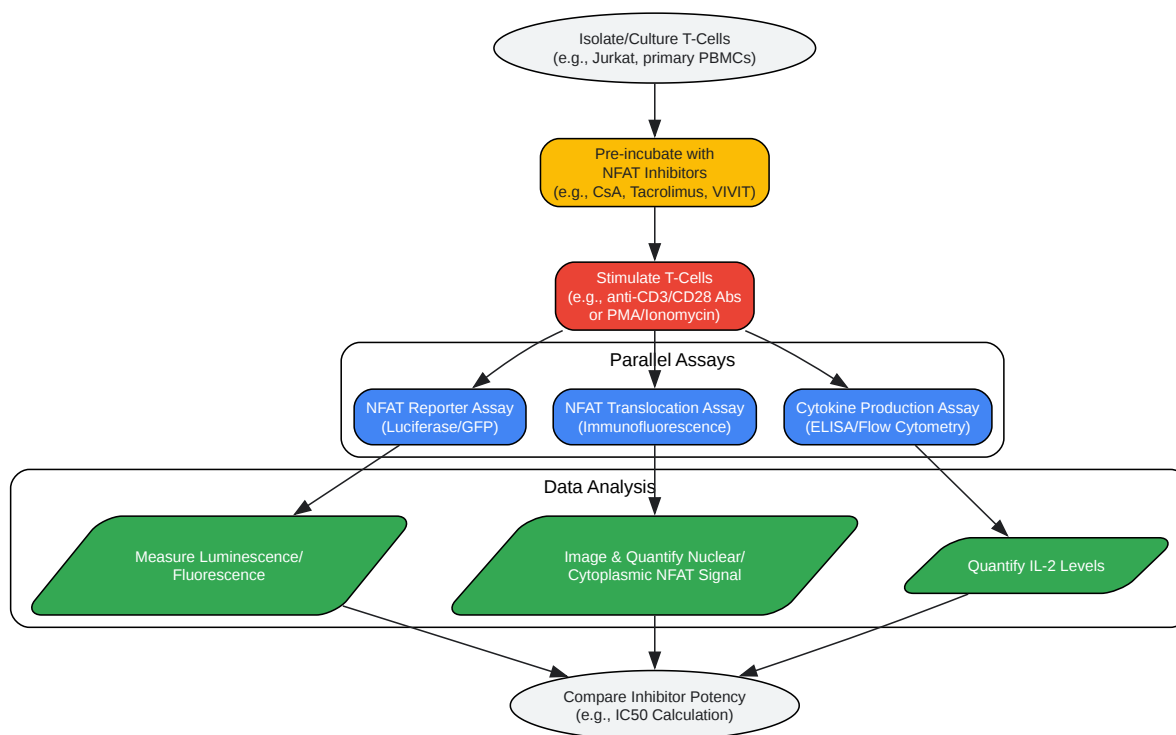 Isolate/Culture T-Cells
(e.g., Jurkat, primary PBMCs)
Pre-incubate with
NFAT Inhibitors
(e.g., CsA, Tacrolimus, VIVIT)
Stimulate T-Cells
(e.g., anti-CD3/CD28 Abs
or PMA/Ionomycin)
Parallel Assays
NFAT Reporter Assay
(Luciferase/GFP)
NFAT Translocation Assay
(Immunofluorescence)
Cytokine Production Assay
(ELISA/Flow Cytometry)
Data Analysis
Measure Luminescence/
Fluorescence
Image & Quantify Nuclear/
Cytoplasmic NFAT Signal
Quantify IL-2 Levels
Compare Inhibitor Potency
(e.g., IC50 Calculation)